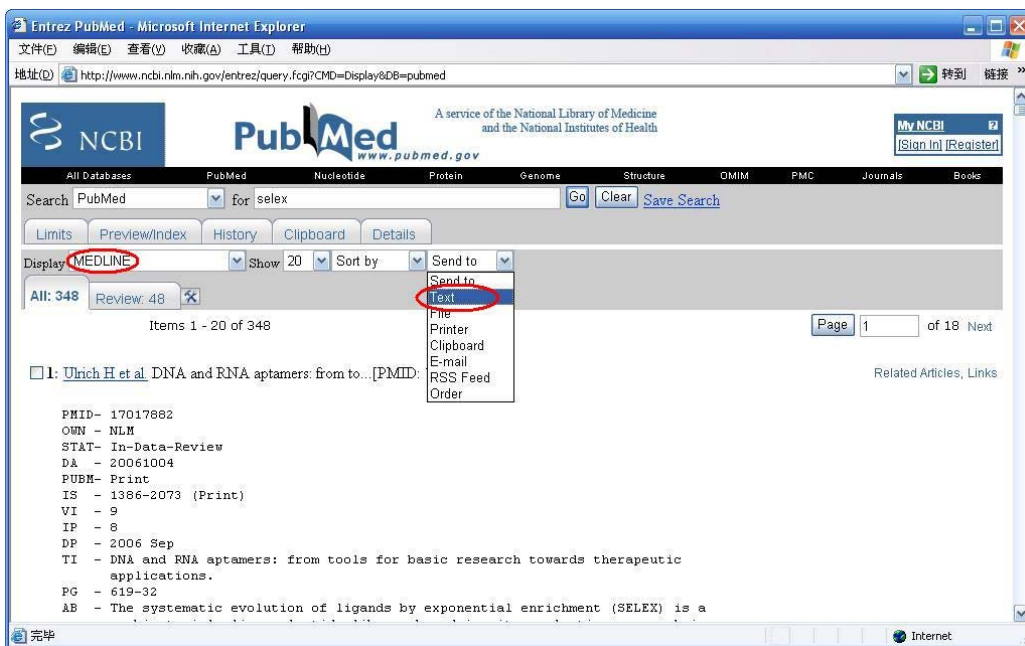 Entrez PubMed - Microsoft Internet Explorer
文件(F) 编辑(E) 查看(V) 收藏(A) 工具(T) 帮助(H)
地址(D) http://www.ncbi.nlm.nih.gov/entrez/query.fcgi?CMD=Display&DB=pubmed 转到 链接 »
NCBI
PubMed
www.pubmed.gov
A service of the National Library of Medicine
and the National Institutes of Health
My NCBI
[Sign In] [Register]
All Databases PubMed Nucleotide Protein Genome Structure OMIM PMC Journals Books
Search PubMed for selex Go Clear Save Search
Limits Preview/Index History Clipboard Details
Display MEDLINE Show 20 Sort by Send to
Send to
Text
File
Printer
Clipboard
E-mail
RSS Feed
Order
All: 348 Review: 48
Items 1 - 20 of 348 Page 1 of 18 Next
1: Ulrich H et al. DNA and RNA aptamers: from to...[PMID: Related Articles, Links
PMID- 17017882
OWN - NLM
STAT- In-Data-Review
DA - 20061004
PUBM- Print
IS - 1386-2073 (Print)
VI - 9
IP - 8
DP - 2006 Sep
TI - DNA and RNA aptamers: from tools for basic research towards therapeutic
applications.
PG - 619-32
AB - The systematic evolution of ligands by exponential enrichment (SELEX) is a
完毕 Internet